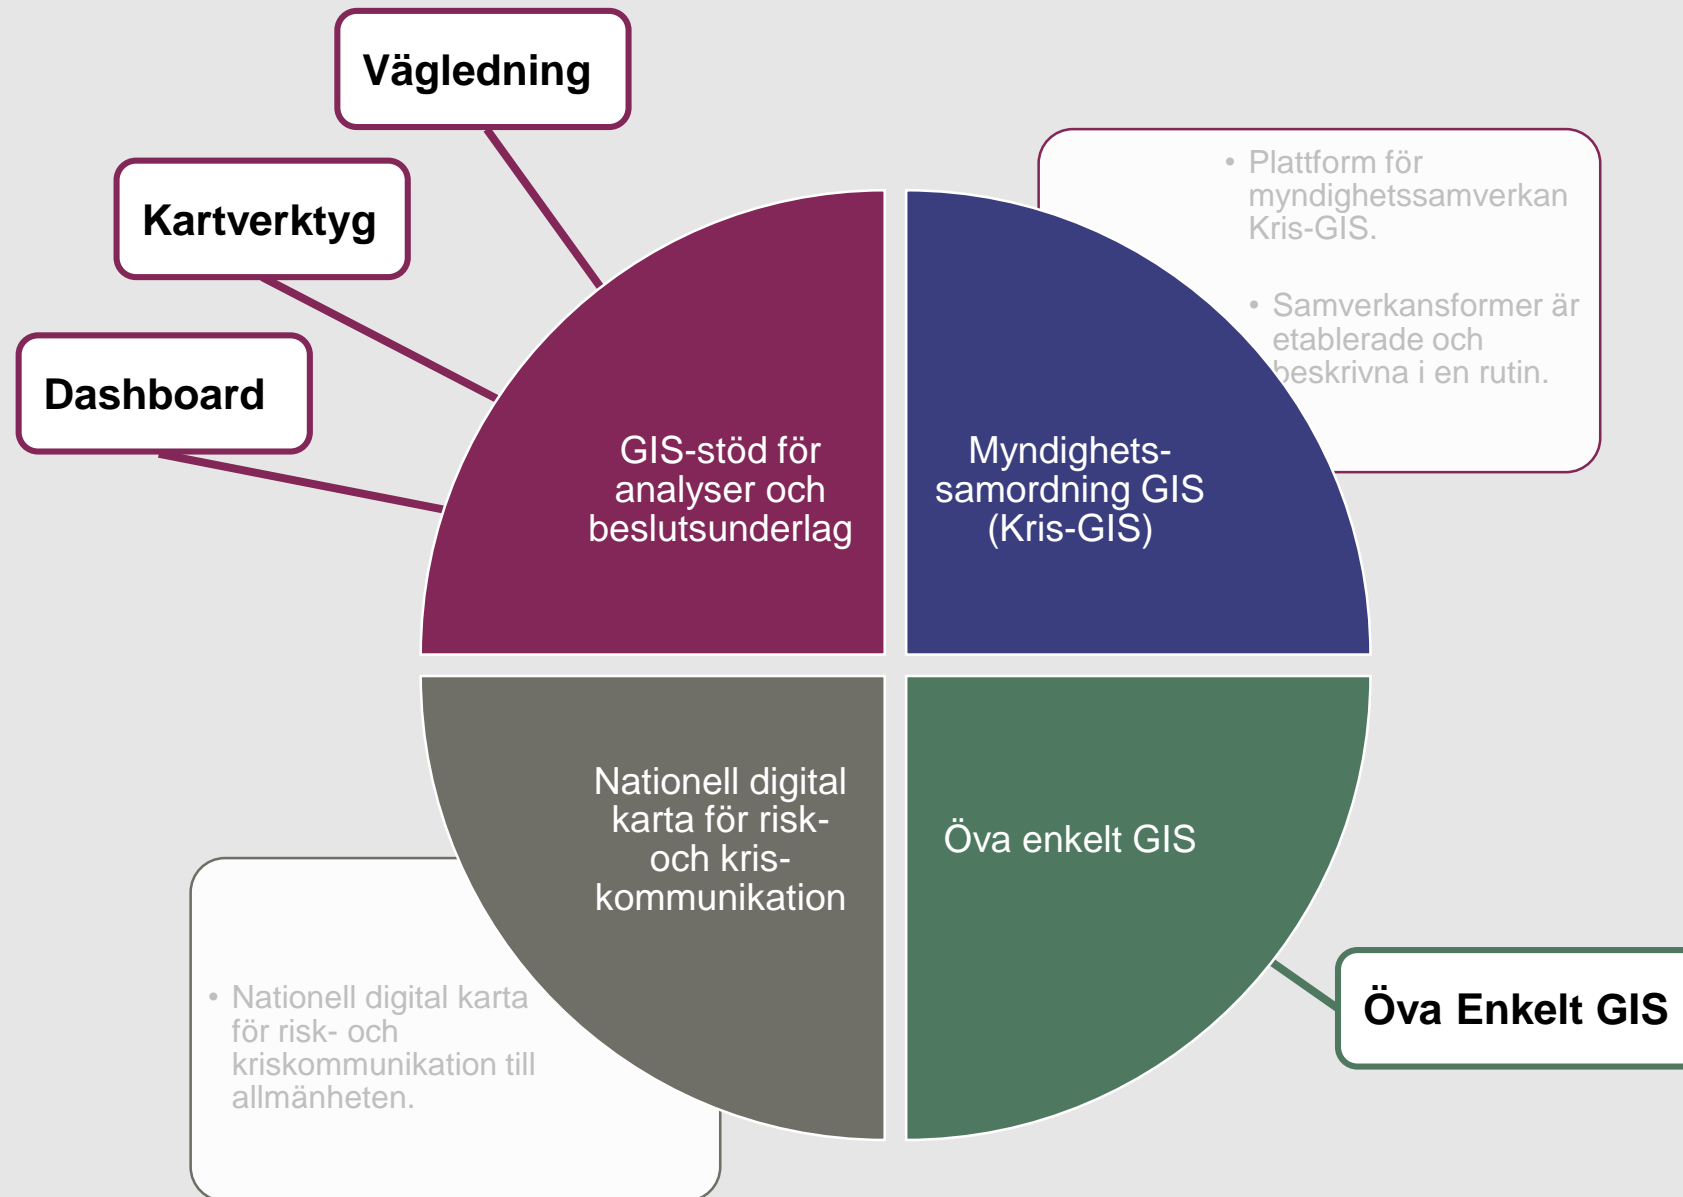 Vägledning
Kartverktyg
Dashboard
• Plattform för
myndighetssamverkan
Kris-GIS.
• Samverkansformer är
etablerade och
beskrivna i en rutin.
GIS-stöd för
analyser och
beslutsunderlag
Myndighets-
samordning GIS
(Kris-GIS)
Nationell digital
karta för risk-
och kris-
kommunikation
Öva enkelt GIS
• Nationell digital karta
för risk- och
kriskommunikation till
allmänheten.
Öva Enkelt GIS